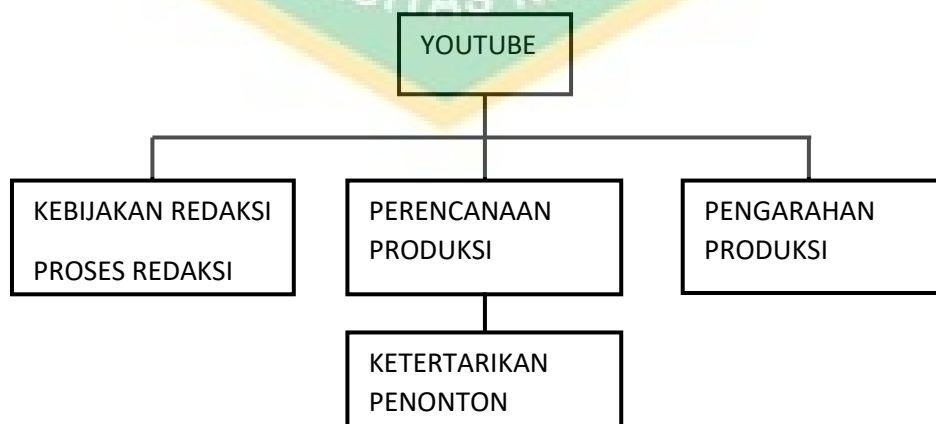 YOUTUBE
KEBIJAKAN REDAKSI
PROSES REDAKSI
PERENCANAAN
PRODUKSI
PENGARAHAN
PRODUKSI
KETERTARIKAN
PENONTON